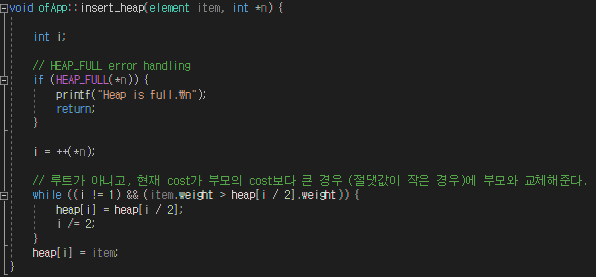 void ofApp::insert_heap(element item, int *n) {
int i;
// HEAP_FULL error handling
if (HEAP_FULL(*n)) {
printf("Heap is full.₩n");
return;
}
i = ++(*n);
// 루트가 아니고, 현재 cost가 부모의 cost보다 큰 경우 (절댓값이 작은 경우)에 부모와 교체해준다.
while ((i != 1) && (item.weight > heap[i / 2].weight)) {
heap[i] = heap[i / 2];
i /= 2;
}
heap[i] = item;
}